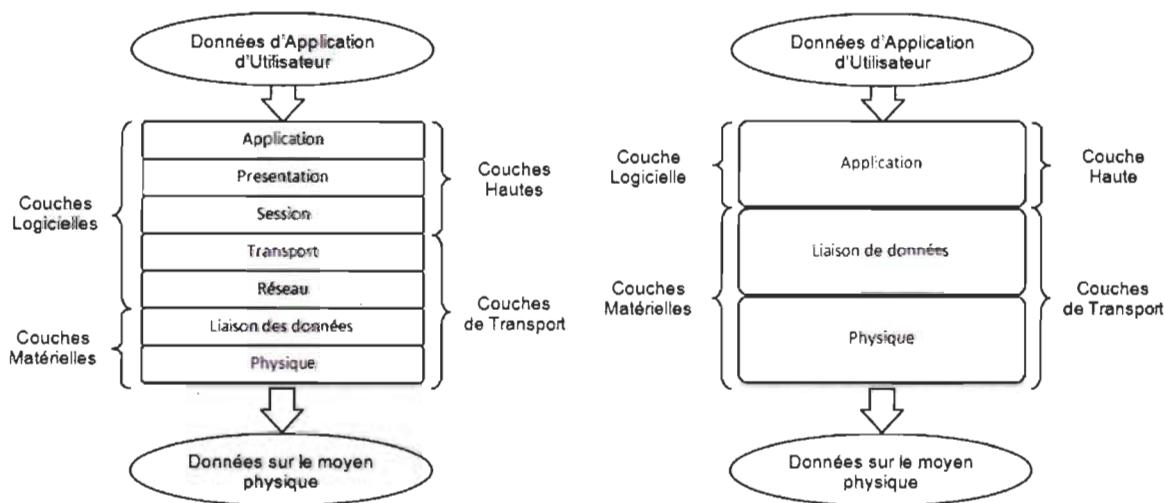 Données d'Application
d'Utilisateur
Application
Presentation
Session
Transport
Réseau
Liaison des données
Physique
Couches
Logicielles
Couches
Matérielles
Couches
Hautes
Couches
de Transport
Données sur le moyen
physique
Données d'Application
d'Utilisateur
Application
Liaison de données
Physique
Couche
Logicielle
Couches
Matérielles
Couche
Haute
Couches
de Transport
Données sur le moyen
physique